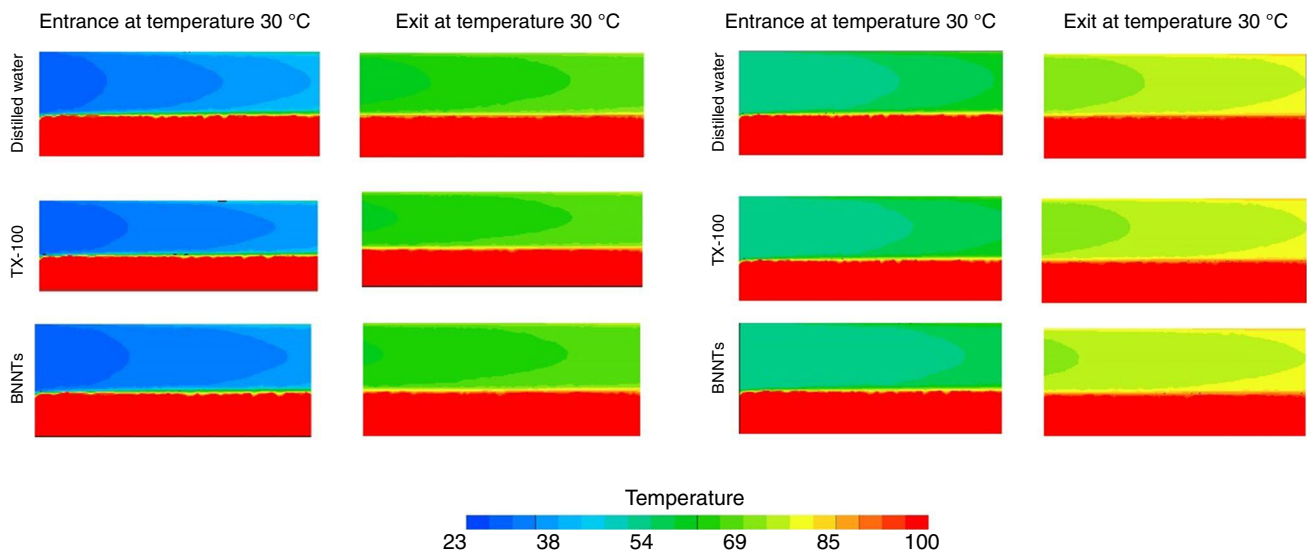 Entrance at temperature 30 °C
Exit at temperature 30 °C
Entrance at temperature 30 °C
Exit at temperature 30 °C
Distilled water
Distilled water
TX-100
TX-100
BNNTs
BNNTs
Temperature
23 38 54 69 85 100